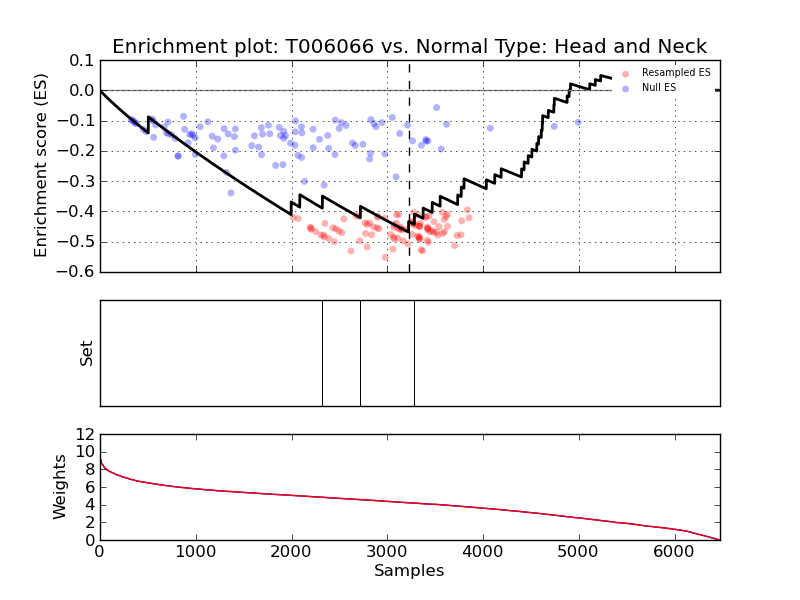 Enrichment plot: T006066 vs. Normal Type: Head and Neck
Enrichment score (ES)
0.1
0.0
−0.1
−0.2
−0.3
−0.4
−0.5
−0.6
Resampled ES
Null ES
Set
Weights
12
10
8
6
4
2
0
0 1000 2000 3000 4000 5000 6000
Samples